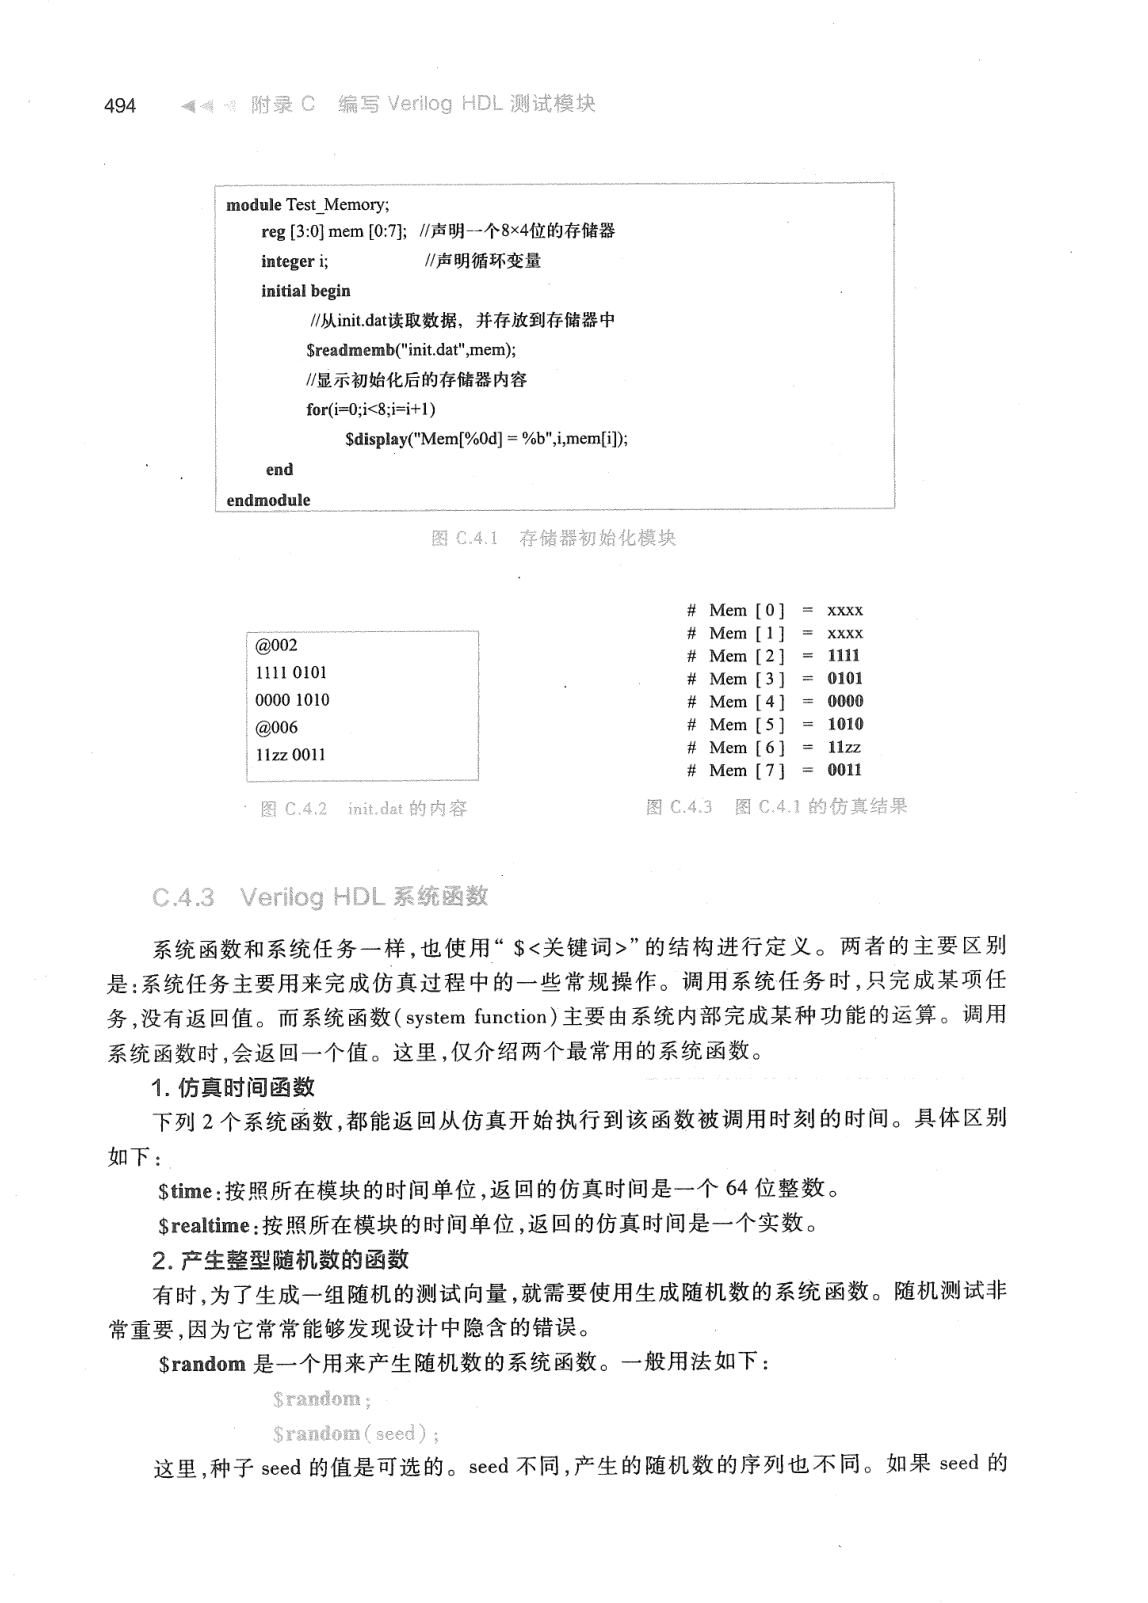 494 附录 C 编写 Verilog HDL 测试模块
module Test_Memory;
reg [3:0] mem [0:7]; //声明一个8×4位的存储器
integer i; //声明循环变量
initial begin
//从init.dat读取数据，并存放到存储器中
$readmemb("init.dat",mem);
//显示初始化后的存储器内容
for(i=0;i<8;i=i+1)
$display("Mem[%0d] = %b",i,mem[i]);
end
endmodule
图 C.4.1 存储器初始化模块
@002
1111 0101
0000 1010
@006
11zz 0011
图 C.4.2 init.dat 的内容
# Mem [0] = xxxx
# Mem [1] = xxxx
# Mem [2] = 1111
# Mem [3] = 0101
# Mem [4] = 0000
# Mem [5] = 1010
# Mem [6] = 11zz
# Mem [7] = 0011
图 C.4.3 图 C.4.1 的仿真结果
C.4.3 Verilog HDL 系统函数
系统函数和系统任务一样,也使用“ $<关键词>”的结构进行定义。两者的主要区别
是:系统任务主要用来完成仿真过程中的一些常规操作。调用系统任务时,只完成某项任
务,没有返回值。而系统函数(system function)主要由系统内部完成某种功能的运算。调用
系统函数时,会返回一个值。这里,仅介绍两个最常用的系统函数。
1. 仿真时间函数
下列 2 个系统函数,都能返回从仿真开始执行到该函数被调用时刻的时间。具体区别
如下:
$time:按照所在模块的时间单位,返回的仿真时间是一个 64 位整数。
$realtime:按照所在模块的时间单位,返回的仿真时间是一个实数。
2. 产生整型随机数的函数
有时,为了生成一组随机的测试向量,就需要使用生成随机数的系统函数。随机测试非
常重要,因为它常常能够发现设计中隐含的错误。
$random 是一个用来产生随机数的系统函数。一般用法如下:
$random;
$random(seed);
这里,种子 seed 的值是可选的。seed 不同,产生的随机数的序列也不同。如果 seed 的